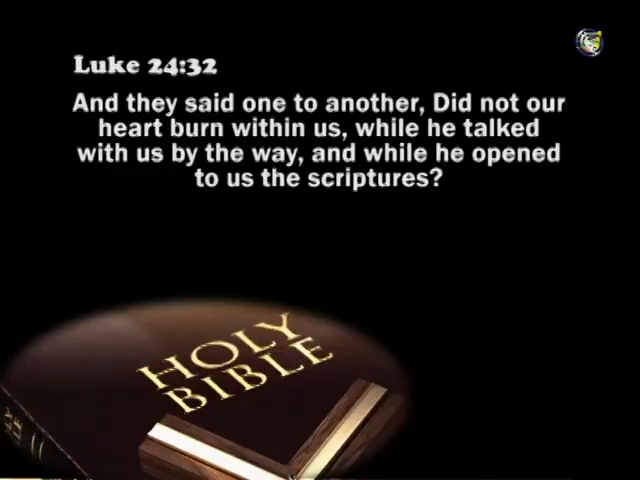 Luke 24:32
And they said one to another, Did not our
heart burn within us, while he talked
with us by the way, and while he opened
to us the scriptures?
HOLY
BIBLE